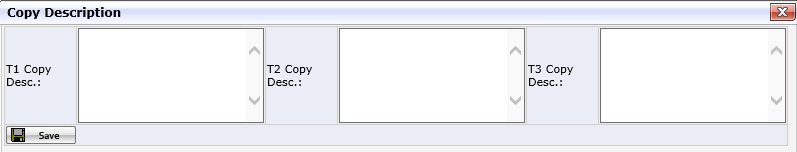 Copy Description
T1 Copy
Desc.:
T2 Copy
Desc.:
T3 Copy
Desc.:
Save